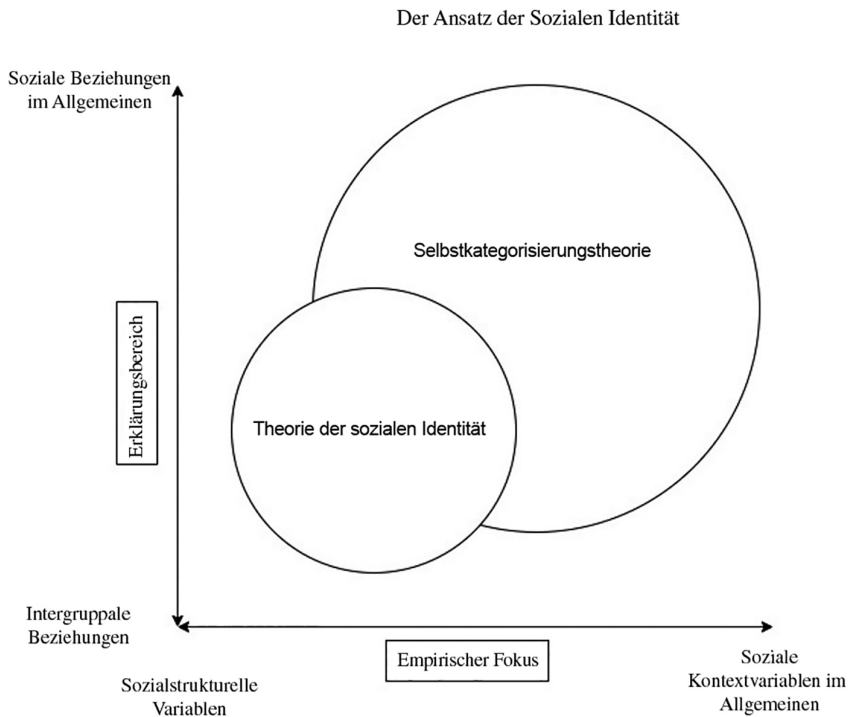 Der Ansatz der Sozialen Identität
Soziale Beziehungen
im Allgemeinen
Selbstkategorisierungstheorie
Erklärungsbereich
Theorie der sozialen Identität
Intergruppale
Beziehungen
Empirischer Fokus
Sozialstrukturelle
Variablen
Soziale
Kontextvariablen im
Allgemeinen